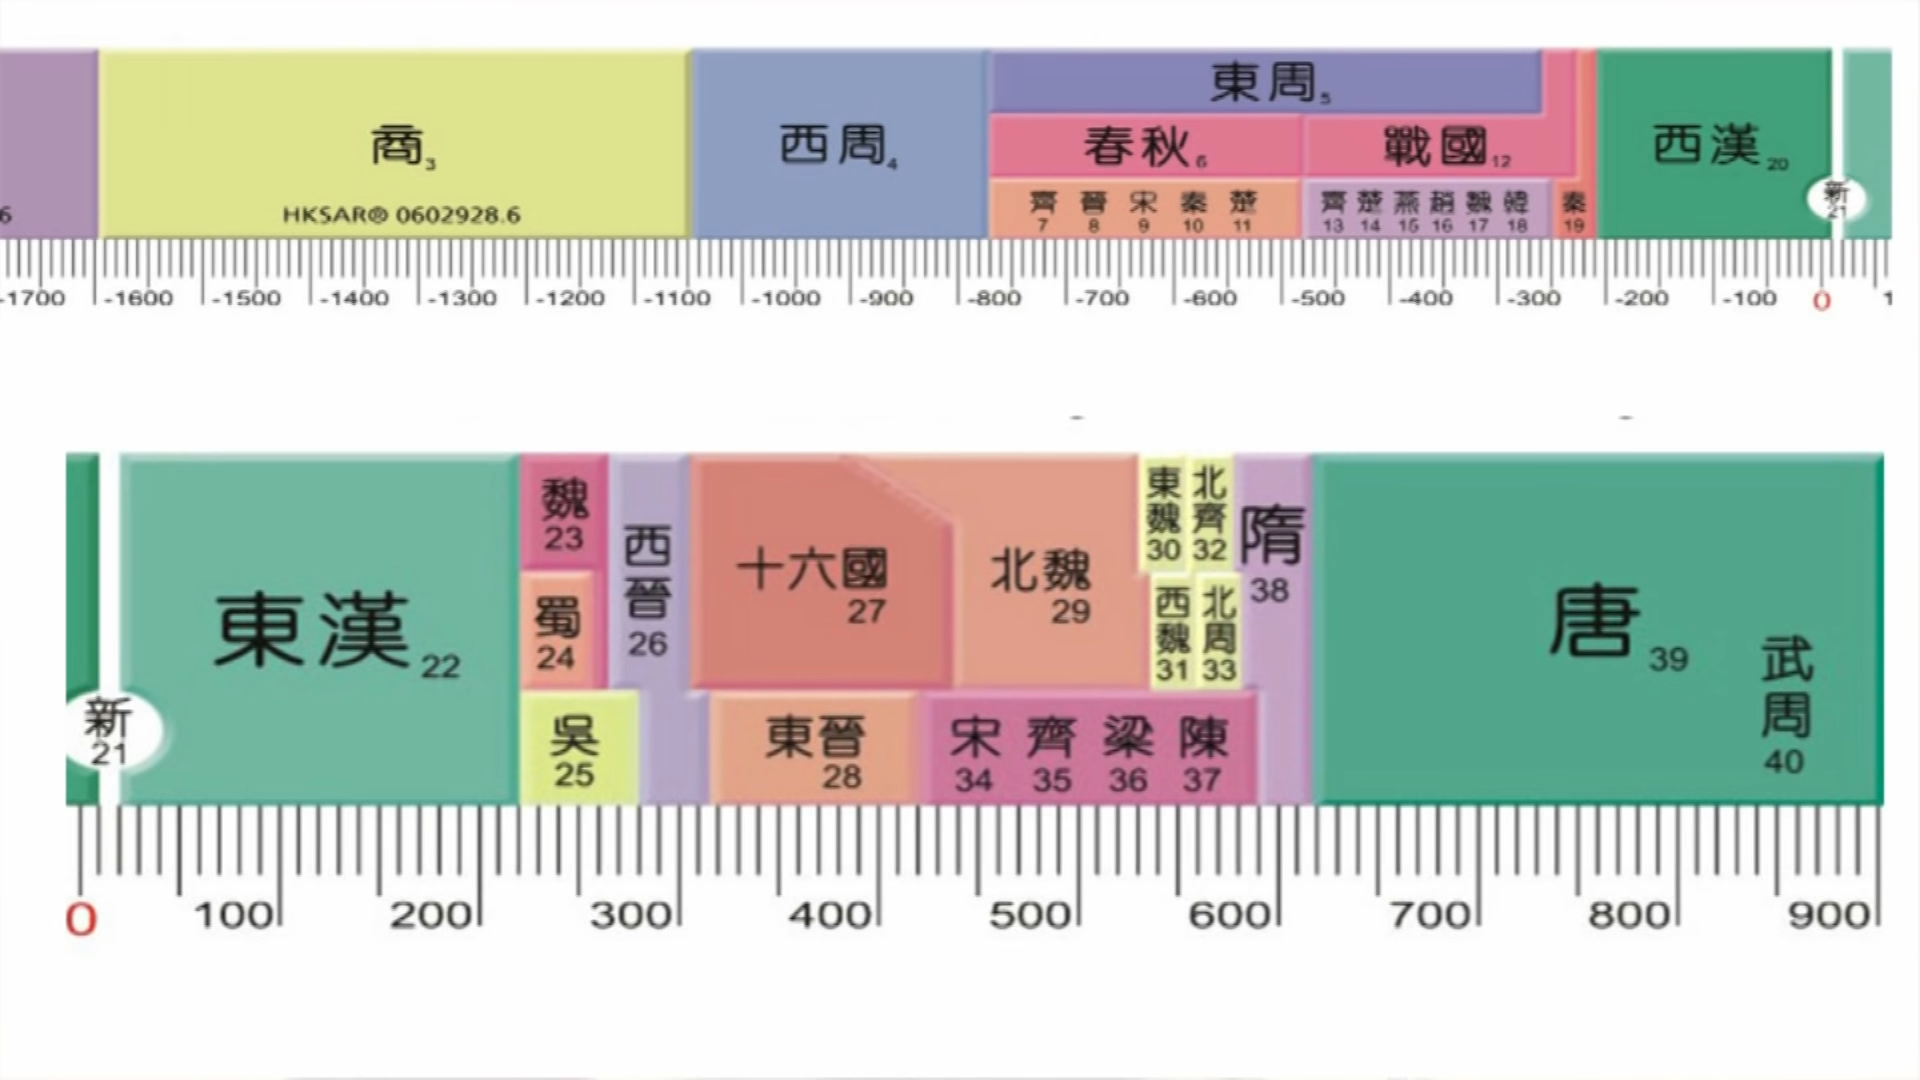 東周5
商3 西周4 春秋6 戰國12 西漢20
齊 晉 宋 秦 楚 齊 楚 燕 趙 魏 韓 秦 新
7 8 9 10 11 13 14 15 16 17 18 19 21
6 HKSAR® 0602928.6
-1700 -1600 -1500 -1400 -1300 -1200 -1100 -1000 -900 -800 -700 -600 -500 -400 -300 -200 -100 0 1
新
21
東漢22
魏
23
蜀
24
吳
25
西晉
26
十六國
27
東晉
28
北魏
29
東魏
30
北齊
32
西魏
31
北周
33
宋 齊 梁 陳
34 35 36 37
隋
38
唐39
武周
40
0 100 200 300 400 500 600 700 800 900